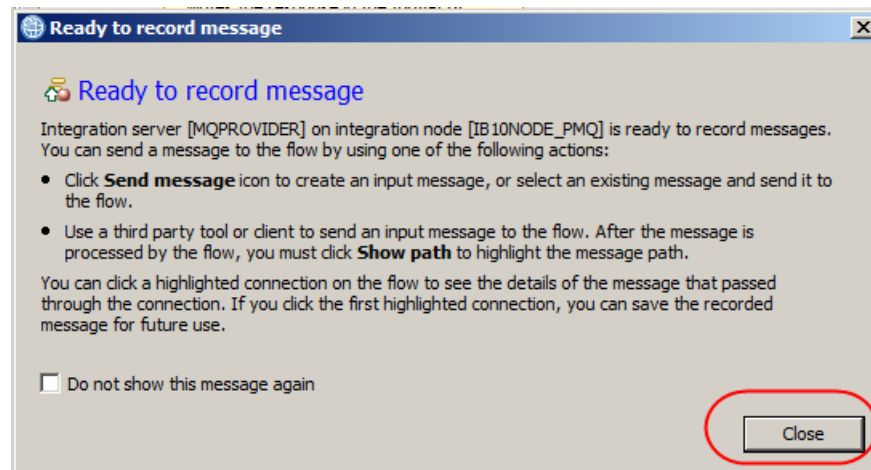 Ready to record message
Ready to record message
Integration server [MQPROVIDER] on integration node [IB10NODE_PMQ] is ready to record messages.
You can send a message to the flow by using one of the following actions:
• Click Send message icon to create an input message, or select an existing message and send it to
the flow.
• Use a third party tool or client to send an input message to the flow. After the message is
processed by the flow, you must click Show path to highlight the message path.
You can click a highlighted connection on the flow to see the details of the message that passed
through the connection. If you click the first highlighted connection, you can save the recorded
message for future use.
Do not show this message again
Close